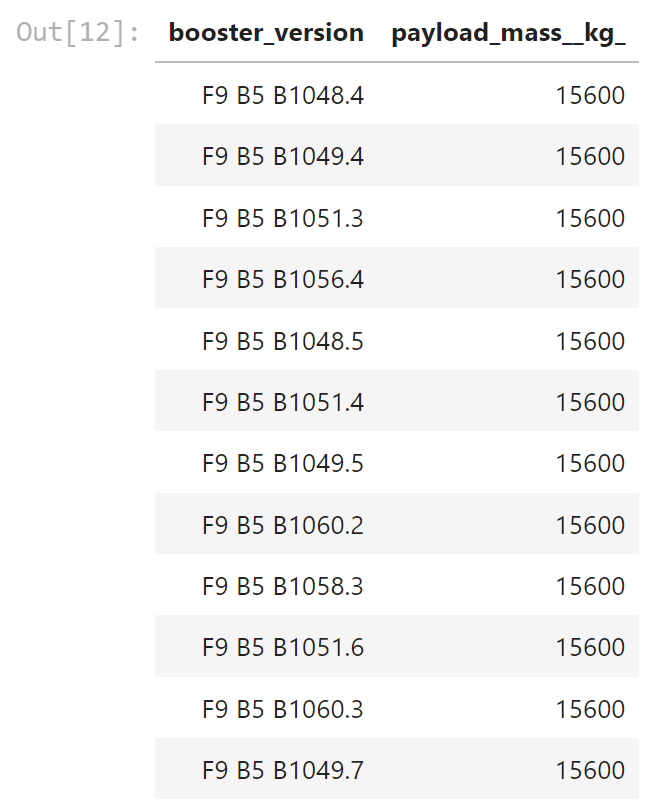 Out[12]: booster_version payload_mass__kg_
F9 B5 B1048.4 15600
F9 B5 B1049.4 15600
F9 B5 B1051.3 15600
F9 B5 B1056.4 15600
F9 B5 B1048.5 15600
F9 B5 B1051.4 15600
F9 B5 B1049.5 15600
F9 B5 B1060.2 15600
F9 B5 B1058.3 15600
F9 B5 B1051.6 15600
F9 B5 B1060.3 15600
F9 B5 B1049.7 15600